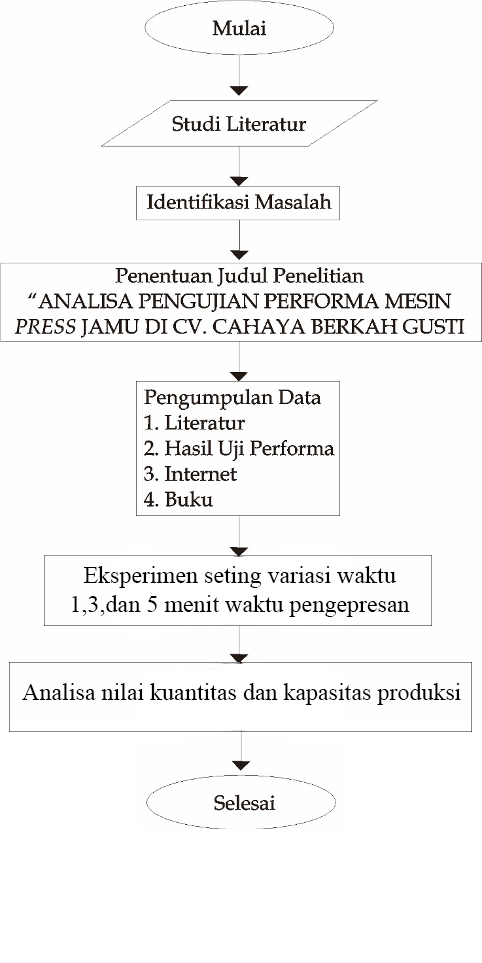 Mulai
Studi Literatur
Identifikasi Masalah
Penentuan Judul Penelitian
“ANALISA PENGUJIAN PERFORMA MESIN
PRESS JAMU DI CV. CAHAYA BERKAH GUSTI
Pengumpulan Data
1. Literatur
2. Hasil Uji Performa
3. Internet
4. Buku
Eksperimen seting variasi waktu
1,3,dan 5 menit waktu pengepresan
Analisa nilai kuantitas dan kapasitas produksi
Selesai